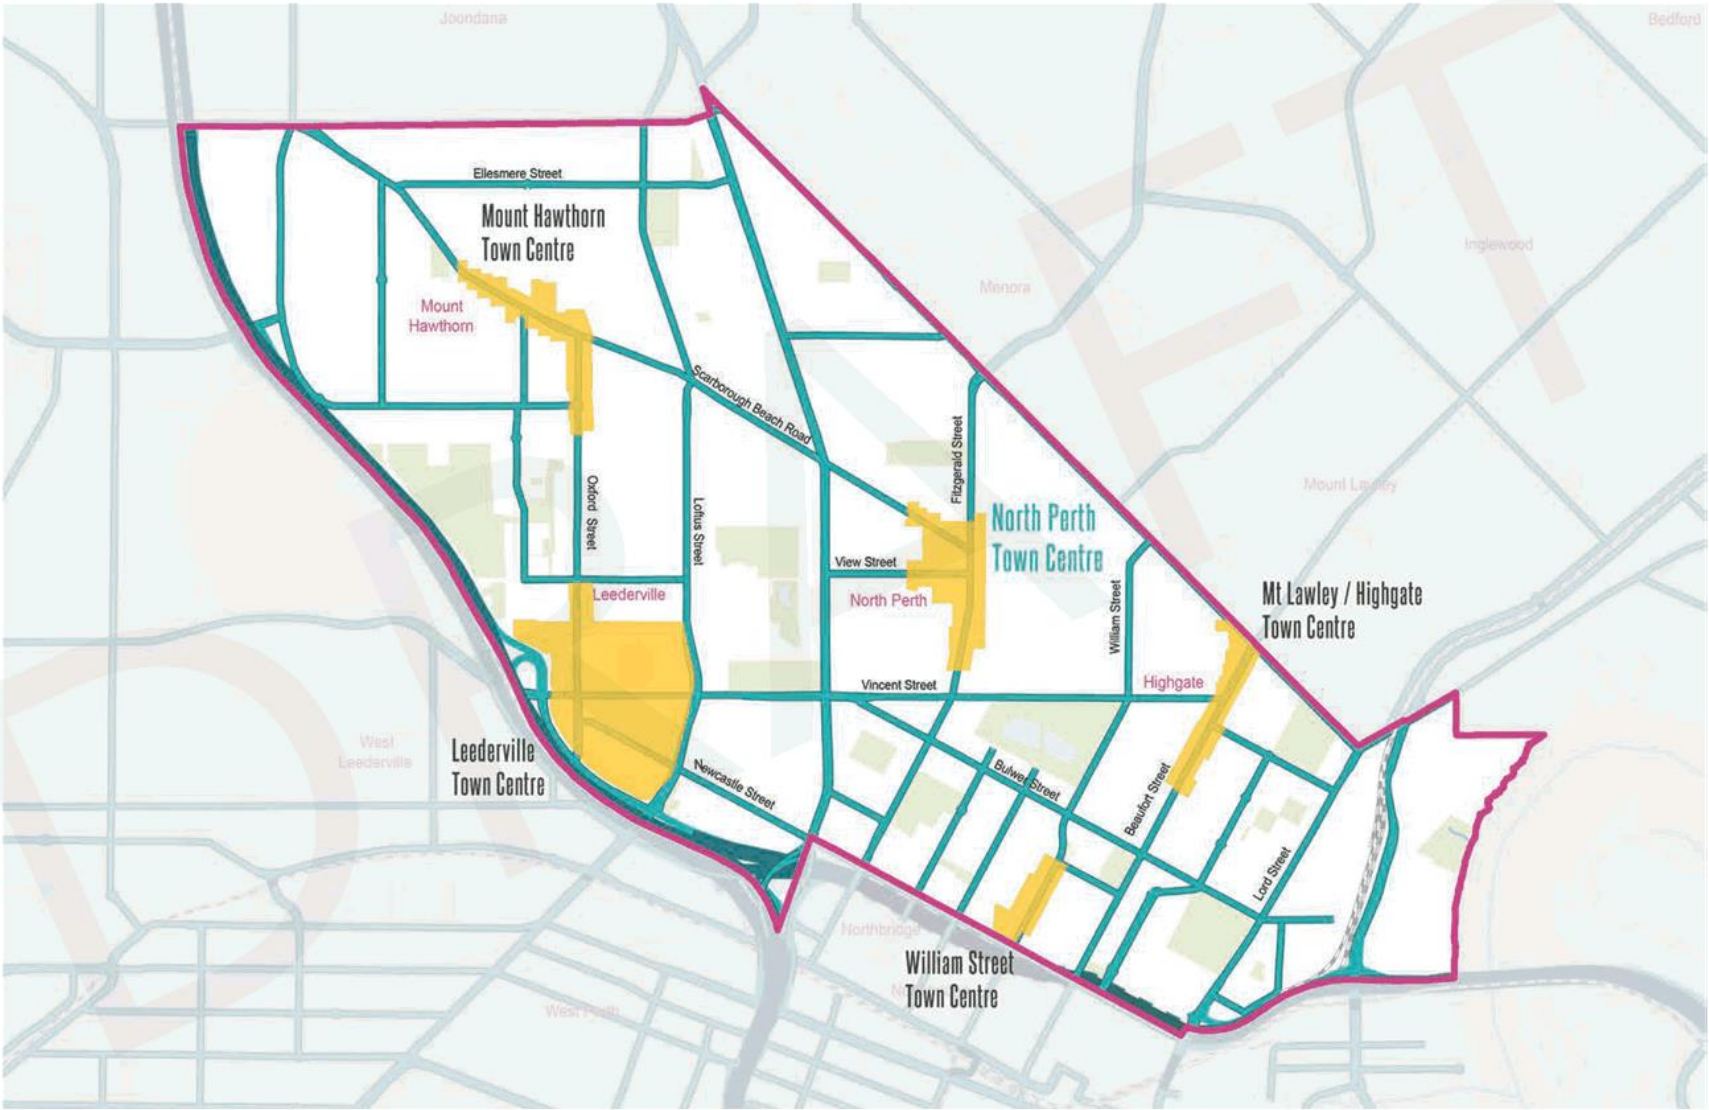 Joondana
Bedford
Ellesmere Street
Mount Hawthorn
Town Centre
Inglewood
Menora
Mount
Hawthorn
Scarborough Beach Road
Fitzgerald Street
Mount Lawley
Oxford Street
Loftus Street
North Perth
Town Centre
View Street
North Perth
Leederville
William Street
Mt Lawley / Highgate
Town Centre
Vincent Street
Highgate
West
Leederville
Leederville
Town Centre
Newcastle Street
Bulwer Street
Beaufort Street
Lord Street
Northbridge
William Street
Town Centre
West Perth
DRAFT